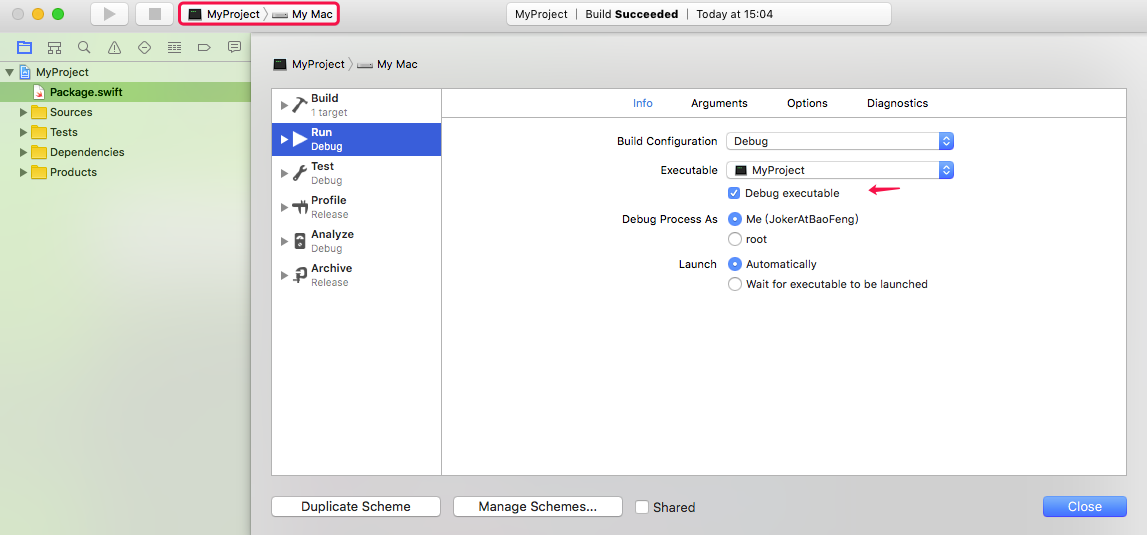 MyProject My Mac
MyProject | Build Succeeded | Today at 15:04
MyProject
Package.swift
Sources
Tests
Dependencies
Products
MyProject My Mac
Build
1 target
Run
Debug
Test
Debug
Profile
Release
Analyze
Debug
Archive
Release
Info Arguments Options Diagnostics
Build Configuration Debug
Executable MyProject
Debug executable
Debug Process As Me (JokerAtBaoFeng)
root
Launch Automatically
Wait for executable to be launched
Duplicate Scheme Manage Schemes... Shared Close